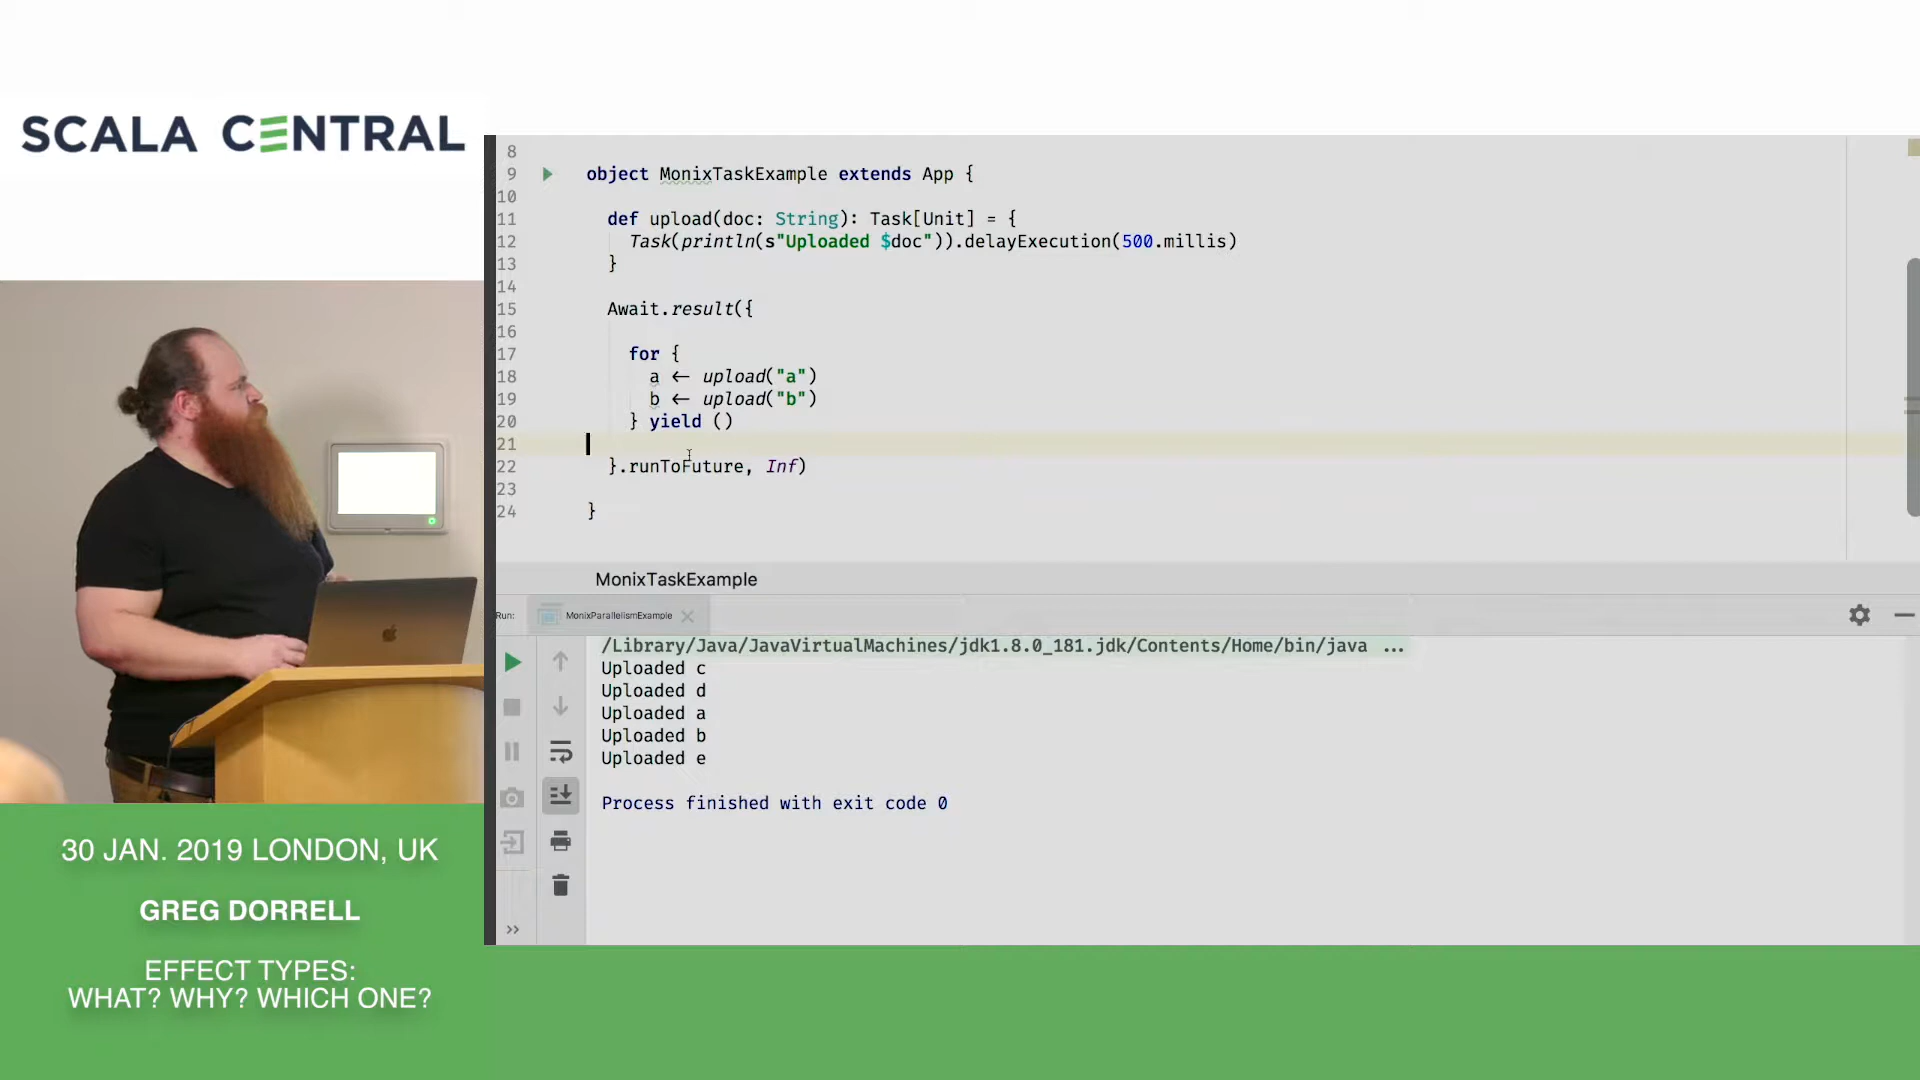 SCALA CENTRAL
8
9 object MonixTaskExample extends App {
10
11 def upload(doc: String): Task[Unit] = {
12 Task(println(s"Uploaded $doc")).delayExecution(500.millis)
13 }
14
15 Await.result({
16
17 for {
18 a ← upload("a")
19 b ← upload("b")
20 } yield ()
21
22 }.runToFuture, Inf)
23
24 }
MonixTaskExample
Run: MonixParallelismExample
/Library/Java/JavaVirtualMachines/jdk1.8.0_181.jdk/Contents/Home/bin/java ...
Uploaded c
Uploaded d
Uploaded a
Uploaded b
Uploaded e
Process finished with exit code 0
30 JAN. 2019 LONDON, UK
GREG DORRELL
EFFECT TYPES:
WHAT? WHY? WHICH ONE?